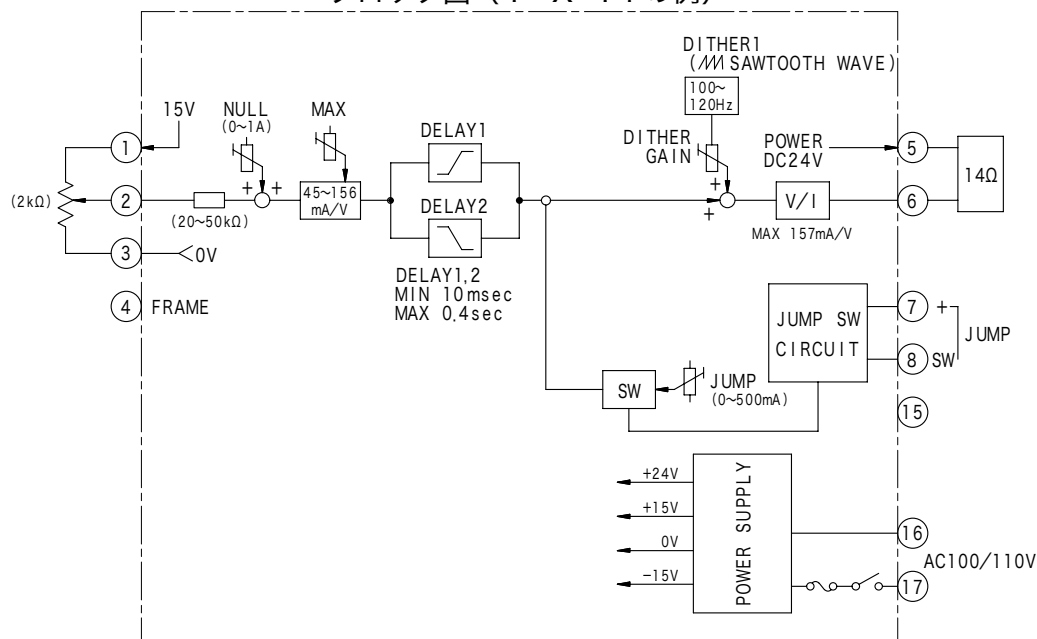 DITHER1
(SAWTOOTH WAVE)
100~
120Hz
15V
NULL
(0~1A)
MAX
DELAY1
DITHER
GAIN
POWER
DC24V
1
5
14Ω
(2kΩ)
2
+
+
45~156
mA/V
DELAY2
+
+
V/I
6
(20~50kΩ)
MAX 157mA/V
3
0V
DELAY1,2
MIN 10msec
MAX 0.4sec
4
FRAME
JUMP SW
CIRCUIT
7
+
JUMP
8
SW
SW
JUMP
(0~500mA)
15
+24V
+15V
0V
-15V
POWER SUPPLY
16
AC100/110V
17